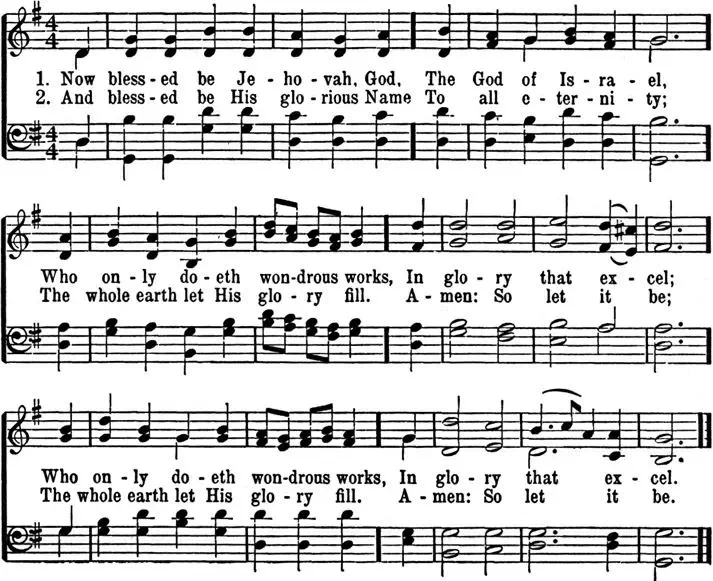 4
4
1. Now bless-ed be Je-ho-vah, God, The God of Is-ra-el,
2. And bless-ed be His glo-rious Name To all e-ter-ni-ty;
4
4
Who on-ly do-eth won-drous works, In glo-ry that ex-cel;
The whole earth let His glo-ry fill. A-men: So let it be;
Who on-ly do-eth won-drous works, In glo-ry that ex-cel.
The whole earth let His glo-ry fill. A-men: So let it be.